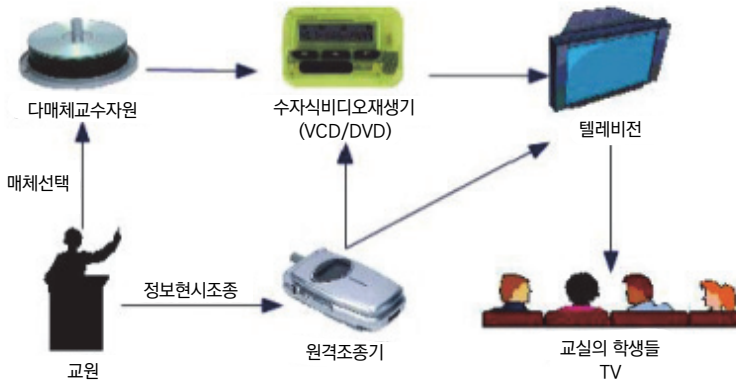 다매체교수자원
수자식비디오재생기
(VCD/DVD)
텔레비전
매체선택
정보현시조종
교원
원격조종기
교실의 학생들
TV